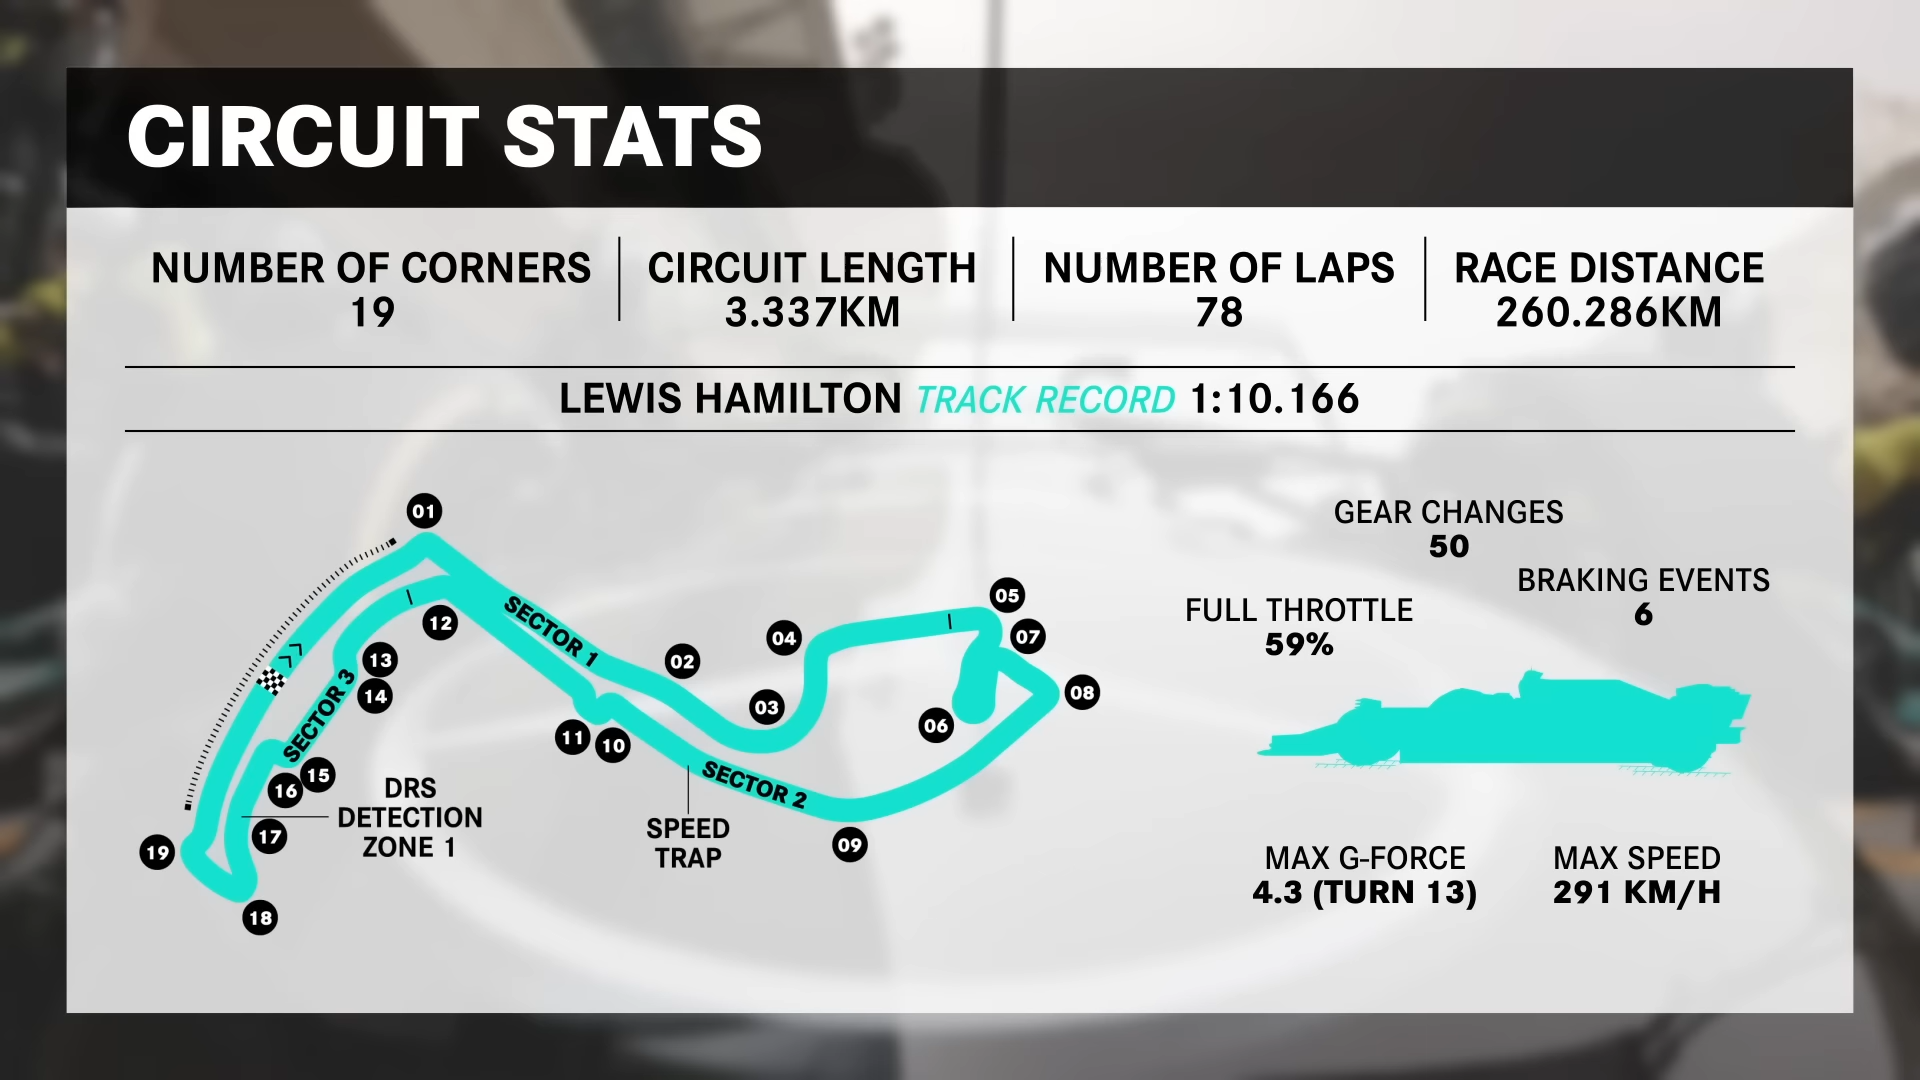 CIRCUIT STATS
NUMBER OF CORNERS
19
CIRCUIT LENGTH
3.337KM
NUMBER OF LAPS
78
RACE DISTANCE
260.286KM
LEWIS HAMILTON TRACK RECORD 1:10.166
01
SECTOR 1
02
03
04
05
07
06
08
09
SECTOR 2
SPEED
TRAP
10
11
12
13
14
SECTOR 3
15
16
17
DRS
DETECTION
ZONE 1
18
19
GEAR CHANGES
50
BRAKING EVENTS
6
FULL THROTTLE
59%
MAX G-FORCE
4.3 (TURN 13)
MAX SPEED
291 KM/H